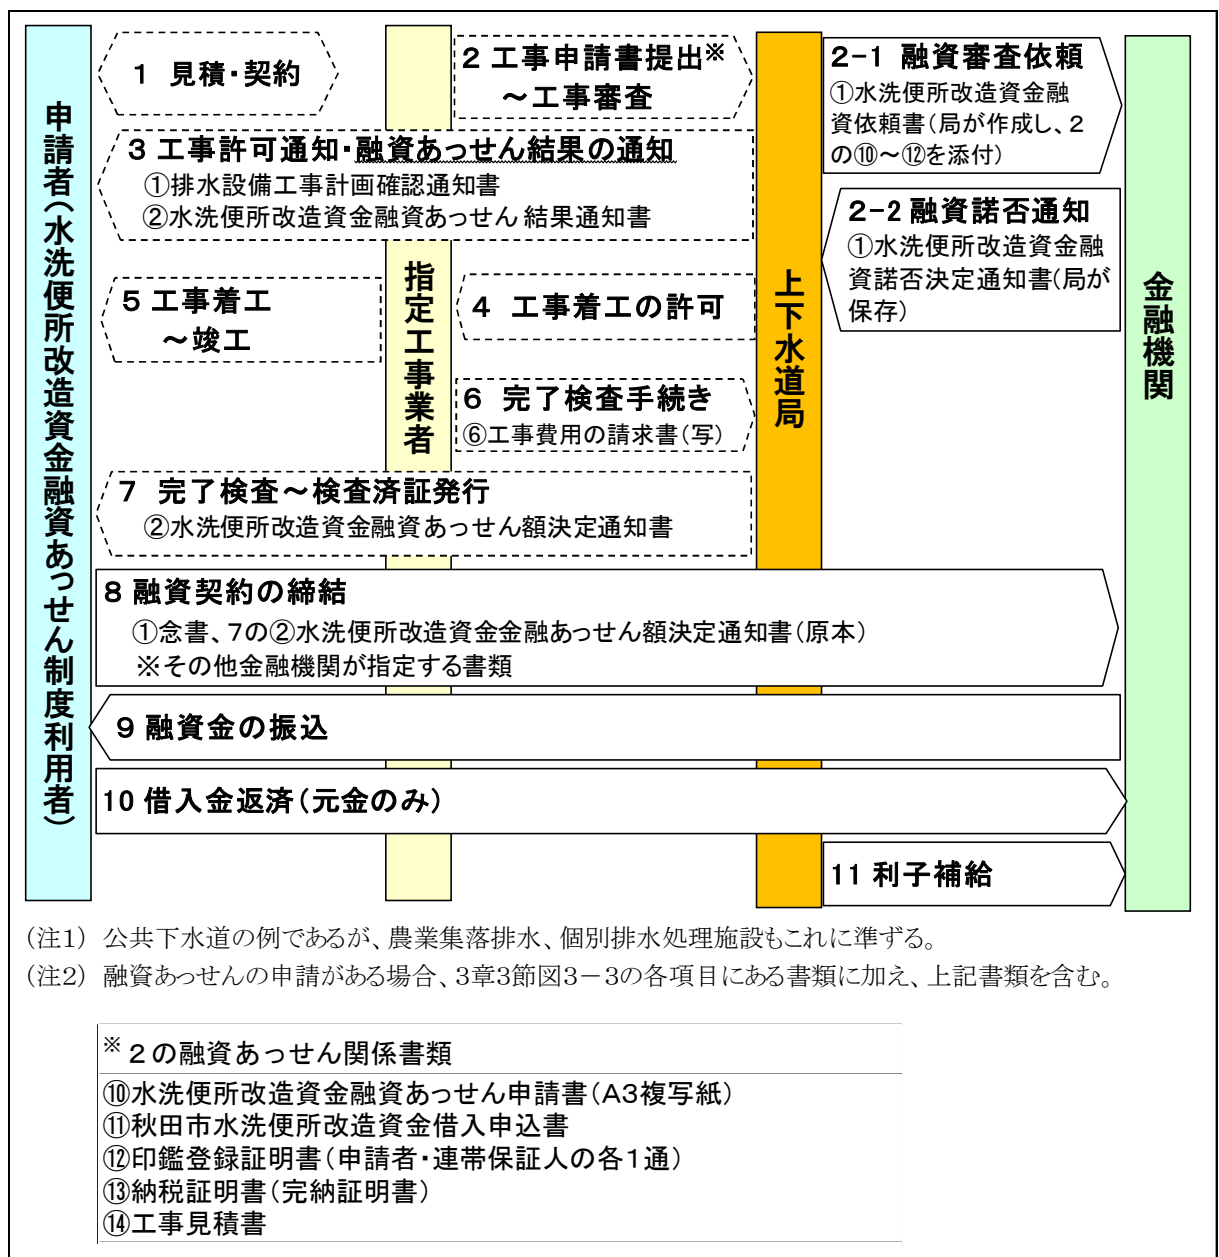 申請者(水洗便所改造資金融資あっせん制度利用者)
指定工事業者
上下水道局
金融機関
1 見積・契約
2 工事申請書提出※
～工事審査
2-1 融資審査依頼
①水洗便所改造資金融
資依頼書(局が作成し、2
の⑩～⑫を添付)
3 工事許可通知・融資あっせん結果の通知
①排水設備工事計画確認通知書
②水洗便所改造資金融資あっせん 結果通知書
2-2 融資諾否通知
①水洗便所改造資金融
資諾否決定通知書(局が
保存)
5 工事着工
～竣工
4 工事着工の許可
6 完了検査手続き
⑥工事費用の請求書(写)
7 完了検査～検査済証発行
②水洗便所改造資金融資あっせん額決定通知書
8 融資契約の締結
①念書、7の②水洗便所改造資金金融あっせん額決定通知書(原本)
※その他金融機関が指定する書類
9 融資金の振込
10 借入金返済(元金のみ)
11 利子補給
(注1) 公共下水道の例であるが、農業集落排水、個別排水処理施設もこれに準ずる。
(注2) 融資あっせんの申請がある場合、3章3節図3-3の各項目にある書類に加え、上記書類を含む。
※2の融資あっせん関係書類
⑩水洗便所改造資金融資あっせん申請書(A3複写紙)
⑪秋田市水洗便所改造資金借入申込書
⑫印鑑登録証明書(申請者・連帯保証人の各1通)
⑬納税証明書(完納証明書)
⑭工事見積書